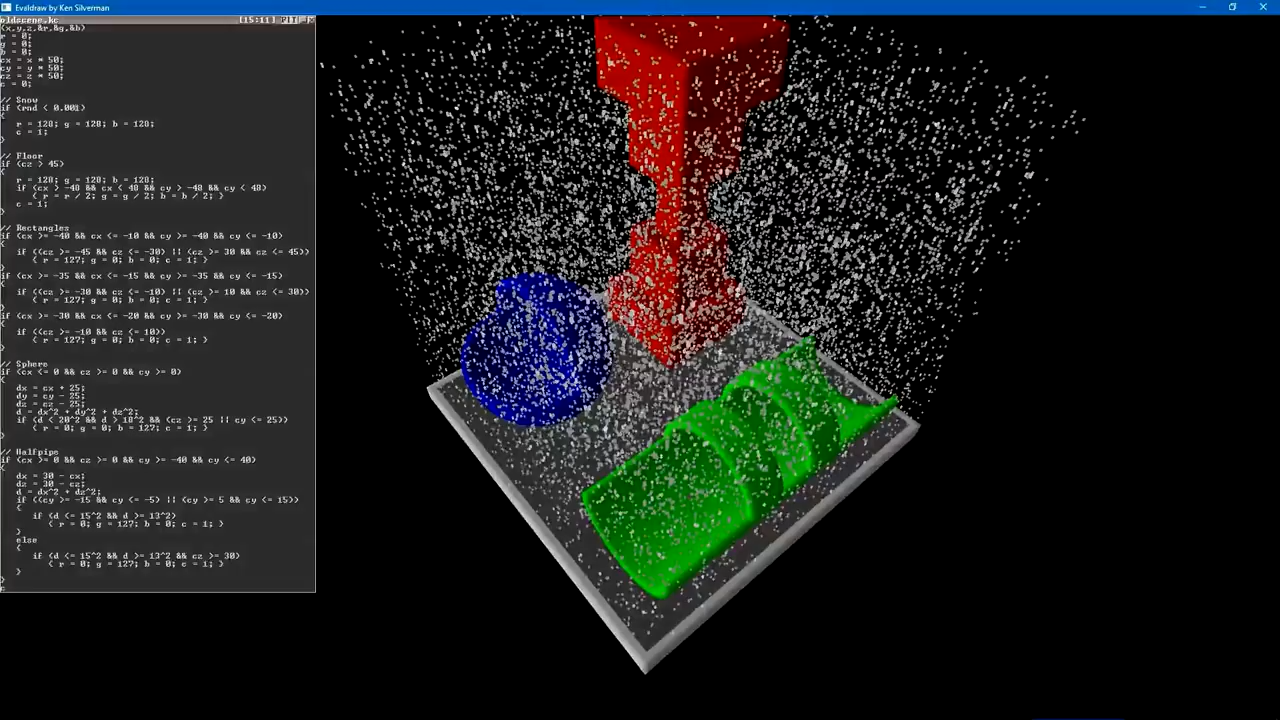 Evaldraw by Ken Silverman
oldscene.kc [15:11]
(x,y,z,&r,&g,&b)
r = 0;
g = 0;
b = 0;
cx = x * 50;
cy = y * 50;
cz = z * 50;
c = 0;
// Snow
if (rnd < 0.001)
{
r = 128; g = 128; b = 128;
c = 1;
}
// Floor
if (cz > 45)
{
r = 128; g = 128; b = 128;
if (cx > -48 && cx < 48 && cy > -48 && cy < 48)
{ r = r / 2; g = g / 2; b = b / 2; }
c = 1;
}
// Rectangles
if (cx >= -40 && cx <= -10 && cy >= -40 && cy <= -10)
{
if ((cz >= -45 && cz <= -30) || (cz >= 30 && cz <= 45))
{ r = 127; g = 0; b = 0; c = 1; }
}
if (cx >= -35 && cx <= -15 && cy >= -35 && cy <= -15)
{
if ((cz >= -30 && cz <= -10) || (cz >= 10 && cz <= 30))
{ r = 127; g = 0; b = 0; c = 1; }
}
if (cx >= -30 && cx <= -20 && cy >= -30 && cy <= -20)
{
if ((cz >= -10 && cz <= 10))
{ r = 127; g = 0; b = 0; c = 1; }
}
// Sphere
if (cx <= 0 && cz >= 0 && cy >= 0)
{
dx = cx + 25;
dy = cy - 25;
dz = cz - 25;
d = dx^2 + dy^2 + dz^2;
if (d < 20^2 && d > 18^2 && (cz >= 25 || cy <= 25))
{ r = 0; g = 0; b = 127; c = 1; }
}
// Halfpipe
if (cx >= 0 && cz >= 0 && cy >= -40 && cy <= 40)
{
dx = 30 - cx;
dz = 30 - cz;
d = dx^2 + dz^2;
if ((cy >= -15 && cy <= -5) || (cy >= 5 && cy <= 15))
{
if (d <= 15^2 && d >= 13^2)
{ r = 0; g = 127; b = 0; c = 1; }
}
else
{
if (d <= 15^2 && d >= 13^2 && cz >= 30)
{ r = 0; g = 127; b = 0; c = 1; }
}
}
c